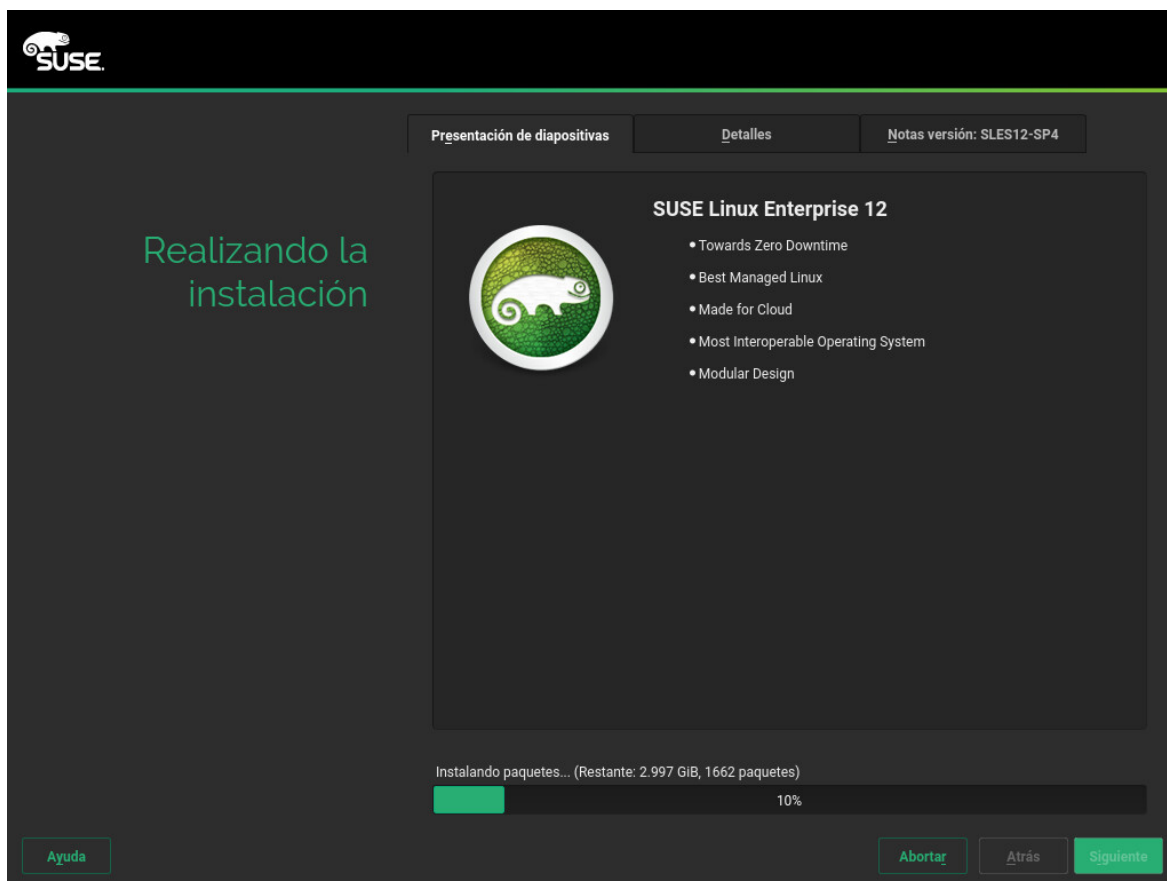 SUSE.
Presentación de diapositivas
Detalles
Notas versión: SLES12-SP4
Realizando la
instalación
SUSE Linux Enterprise 12
• Towards Zero Downtime
• Best Managed Linux
• Made for Cloud
• Most Interoperable Operating System
• Modular Design
Instalando paquetes... (Restante: 2.997 GiB, 1662 paquetes)
10%
Ayuda
Abortar
Atrás
Siguiente